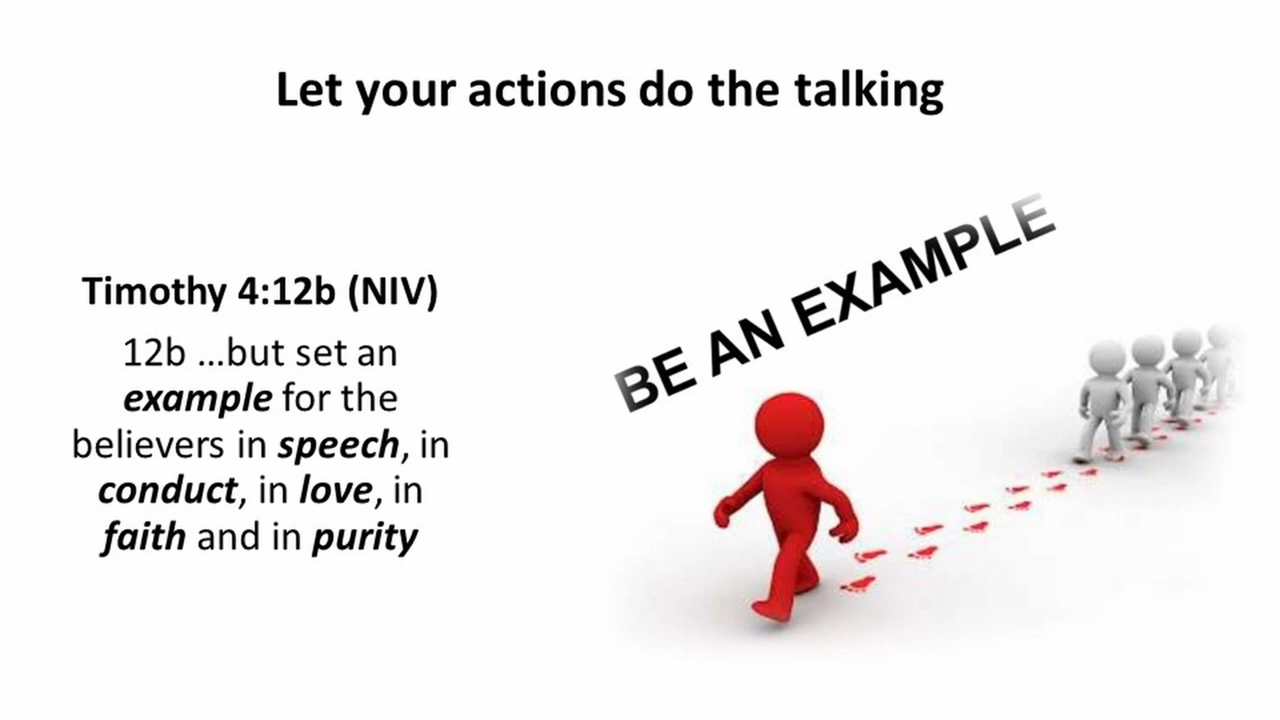 Let your actions do the talking
Timothy 4:12b (NIV)
12b ...but set an
example for the
believers in speech, in
conduct, in love, in
faith and in purity
BE AN EXAMPLE